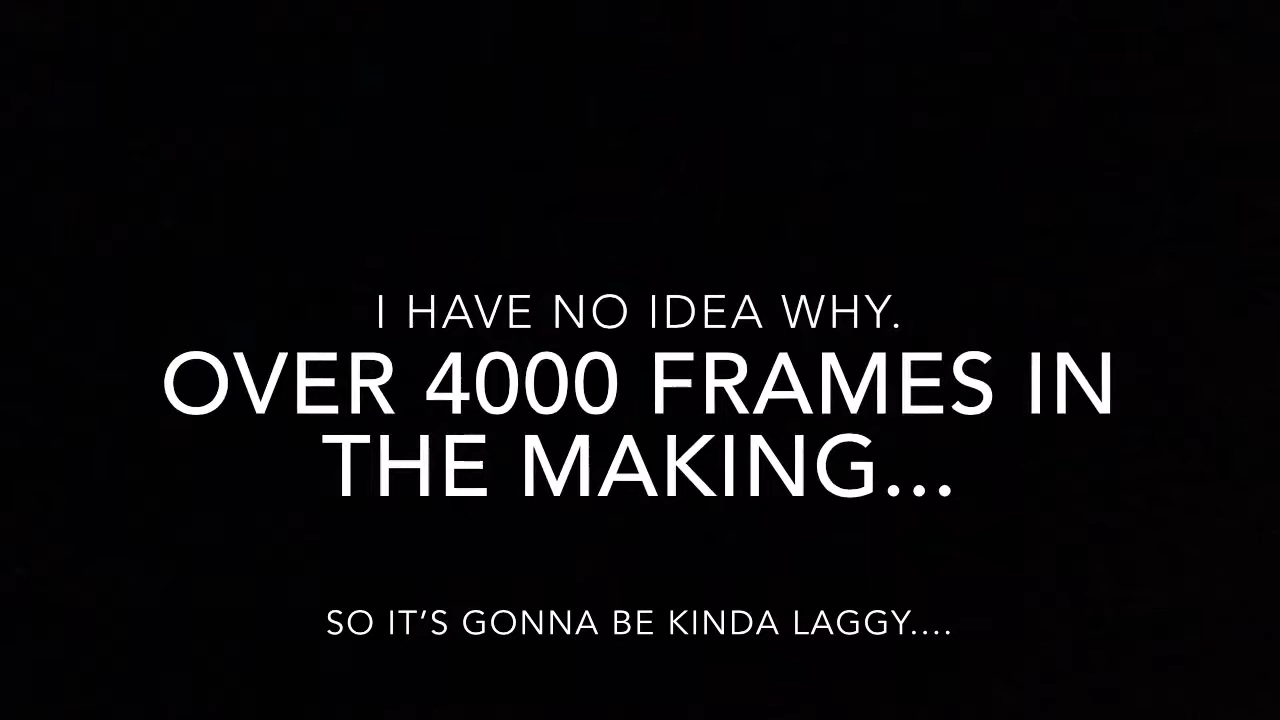 I HAVE NO IDEA WHY.
OVER 4000 FRAMES IN
THE MAKING...
SO IT’S GONNA BE KINDA LAGGY....